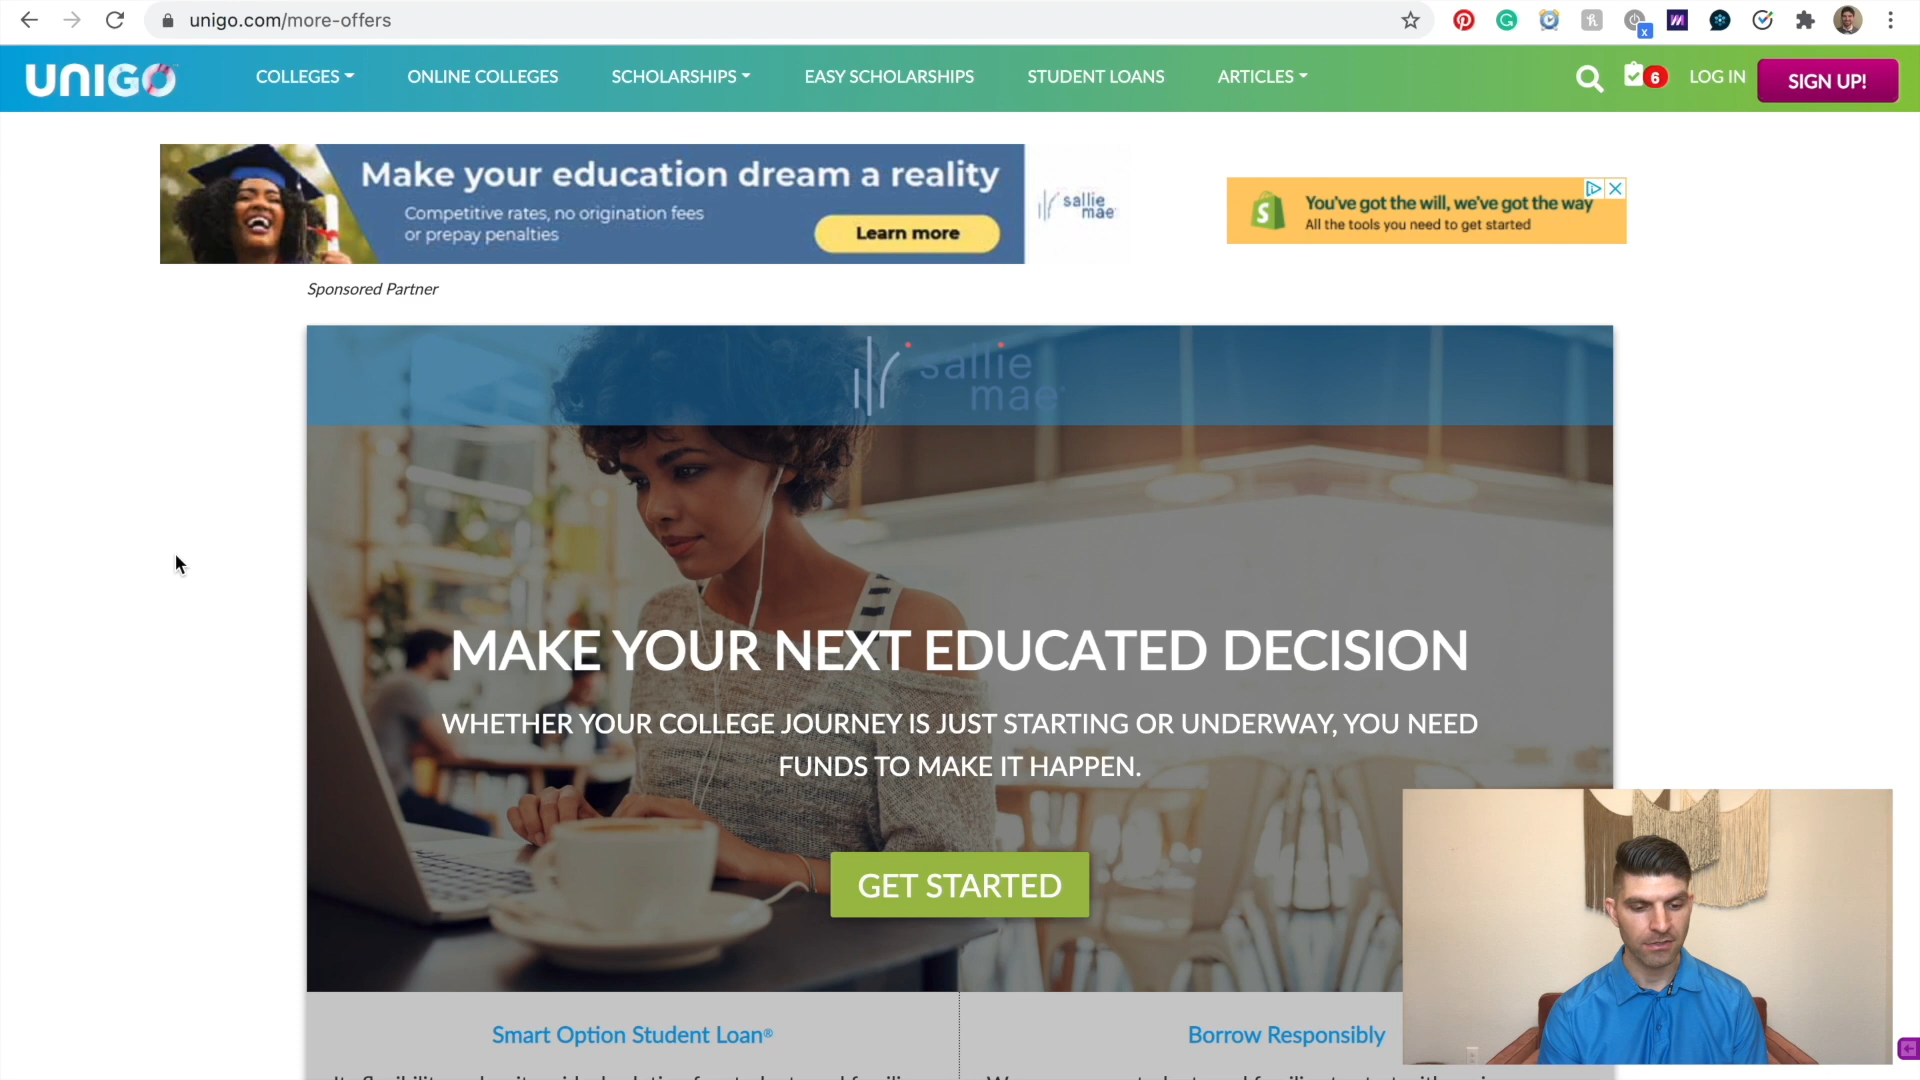 unigo.com/more-offers
UNIGO
COLLEGES
ONLINE COLLEGES
SCHOLARSHIPS
EASY SCHOLARSHIPS
STUDENT LOANS
ARTICLES
6
LOG IN
SIGN UP!
Make your education dream a reality
Competitive rates, no origination fees
or prepay penalties
Learn more
sallie
mae
You've got the will, we've got the way
All the tools you need to get started
Sponsored Partner
sallie
mae
MAKE YOUR NEXT EDUCATED DECISION
WHETHER YOUR COLLEGE JOURNEY IS JUST STARTING OR UNDERWAY, YOU NEED
FUNDS TO MAKE IT HAPPEN.
GET STARTED
Smart Option Student Loan®
Borrow Responsibly